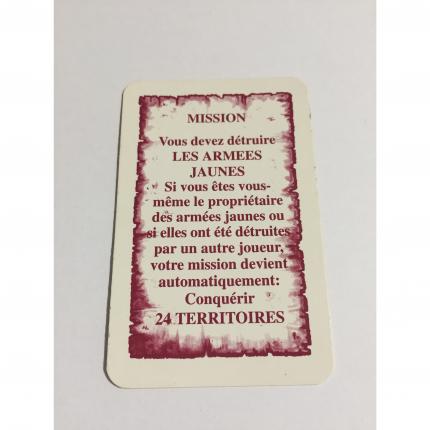 MISSION
Vous devez détruire
LES ARMEES
JAUNES
Si vous êtes vous-
même le propriétaire
des armées jaunes ou
si elles ont été détruites
par un autre joueur,
votre mission devient
automatiquement:
Conquérir
24 TERRITOIRES